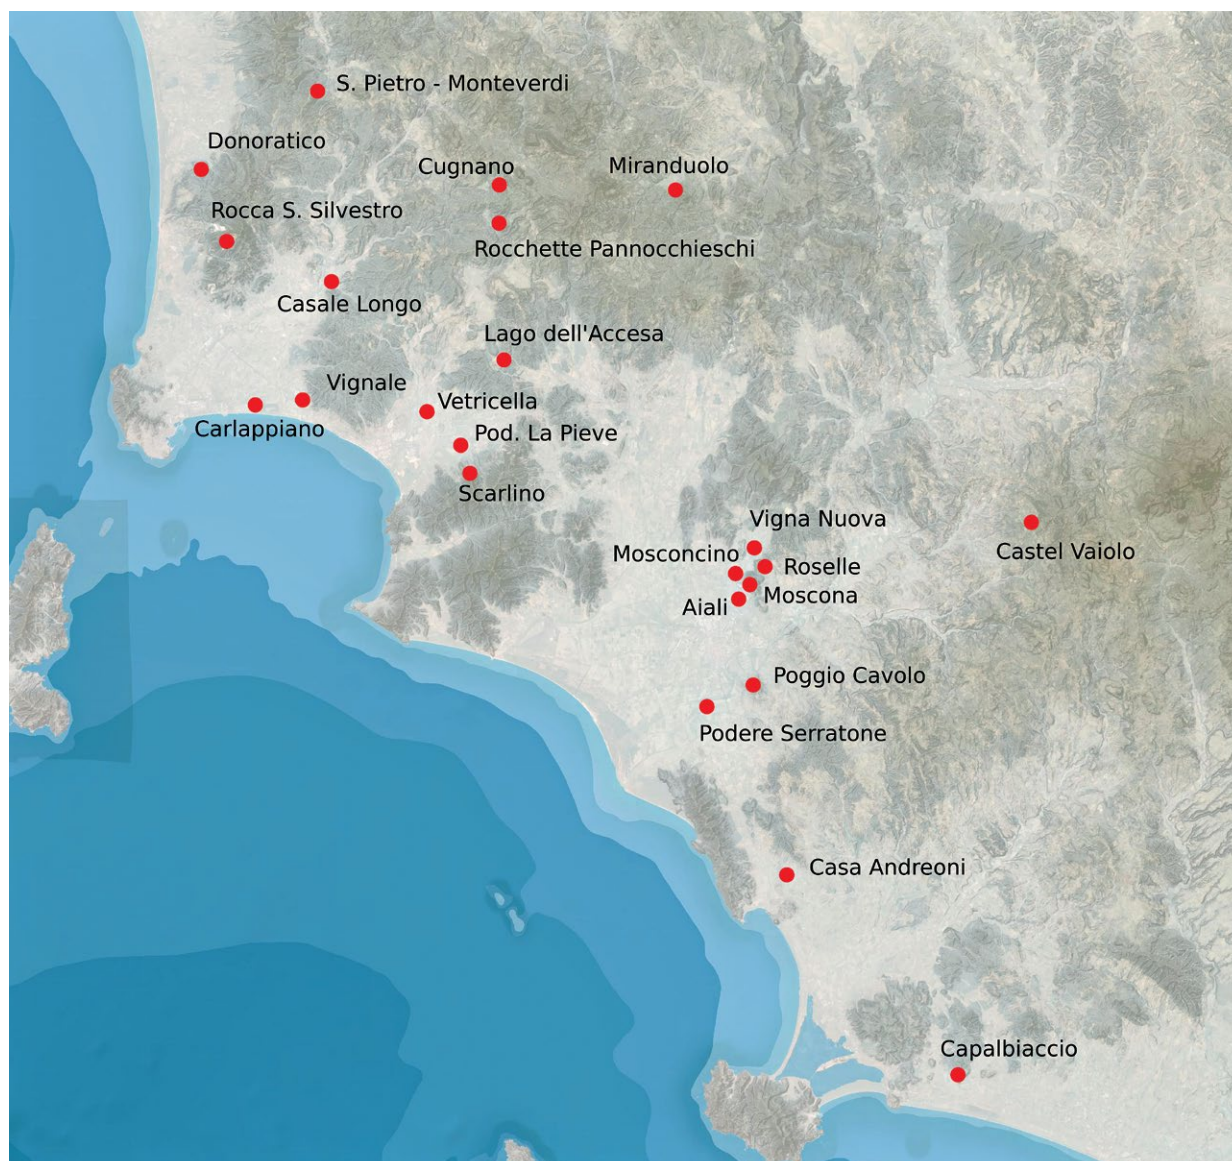 S. Pietro - Monteverdi
Donoratico
Cugnano
Miranduolo
Rocca S. Silvestro
Rocchette Pannocchieschi
Casale Longo
Lago dell'Accesa
Vignale
Vetricella
Carlappiano
Pod. La Pieve
Scarlino
Vigna Nuova
Mosconcino
Castel Vaiolo
Roselle
Moscona
Aiali
Poggio Cavolo
Podere Serratone
Casa Andreoni
Capalbiaccio